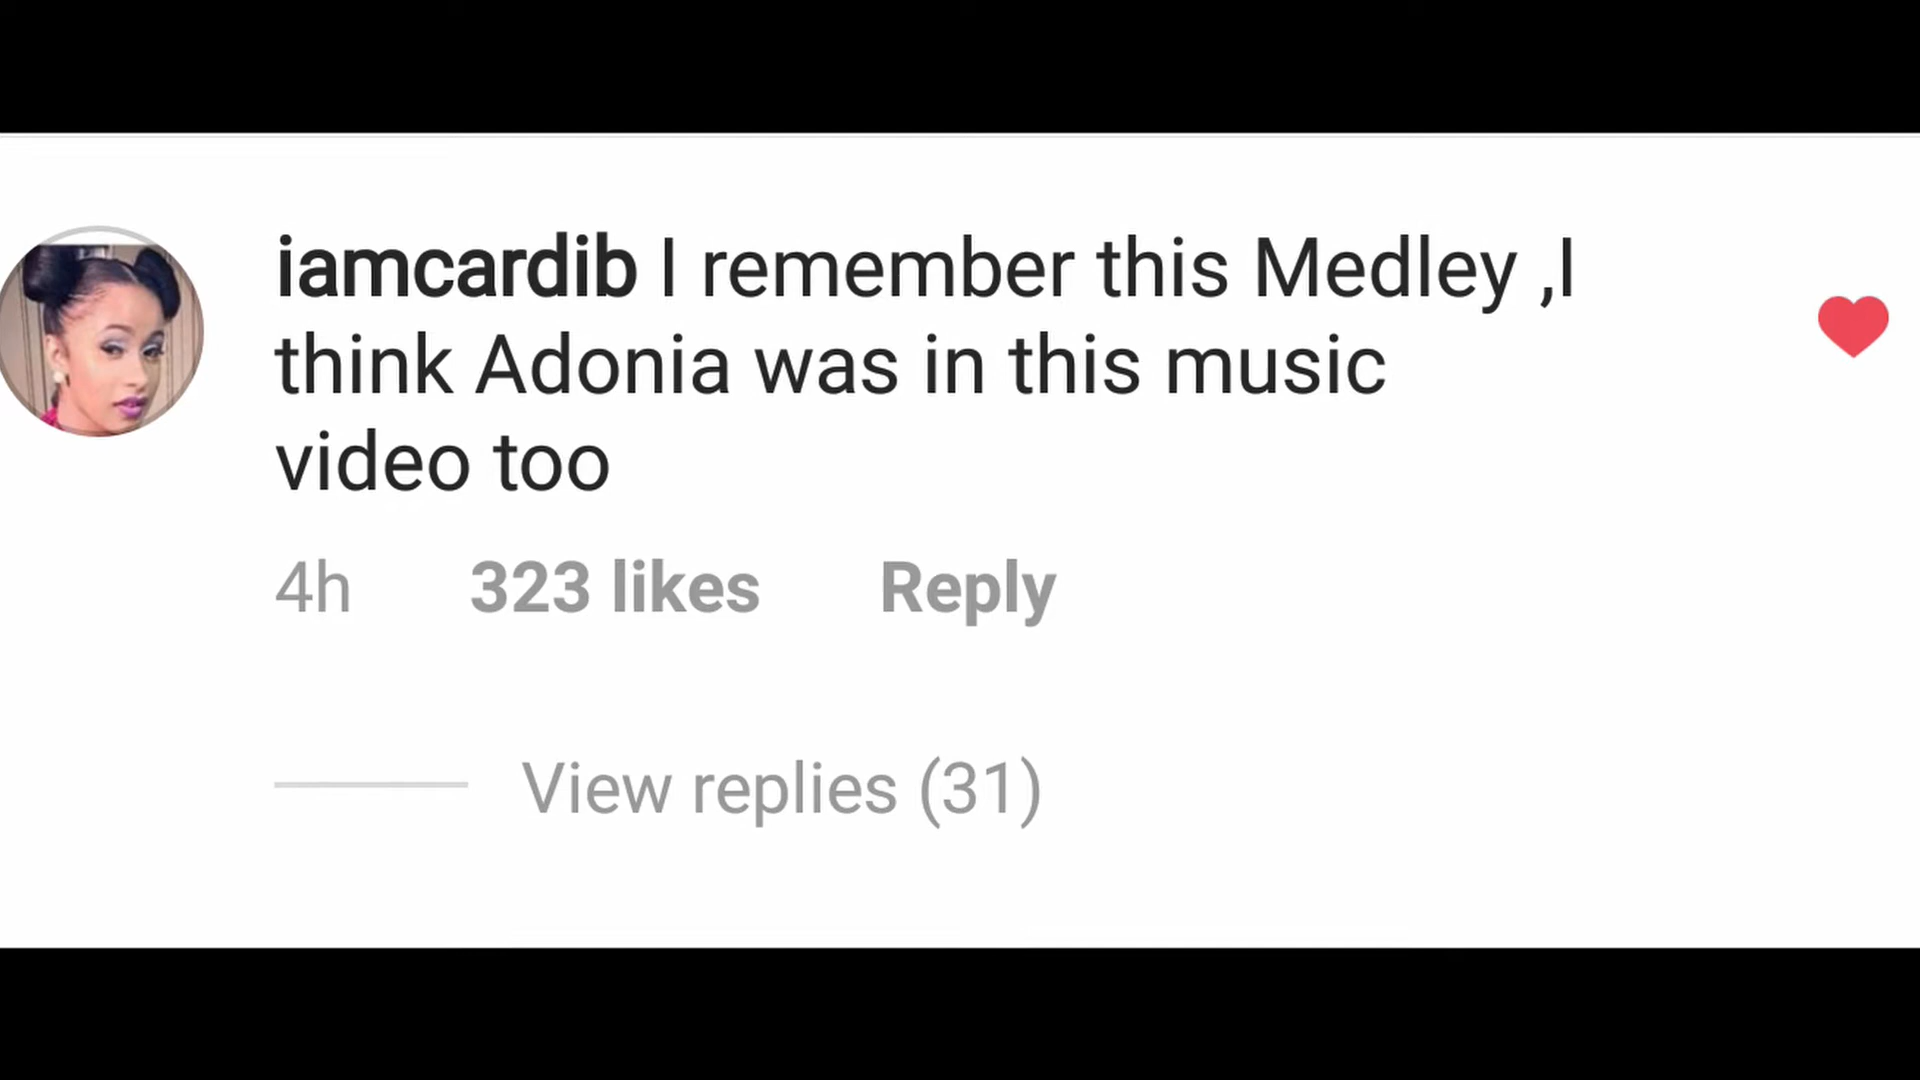 iamcardib I remember this Medley ,I
think Adonia was in this music
video too
4h 323 likes Reply
View replies (31)